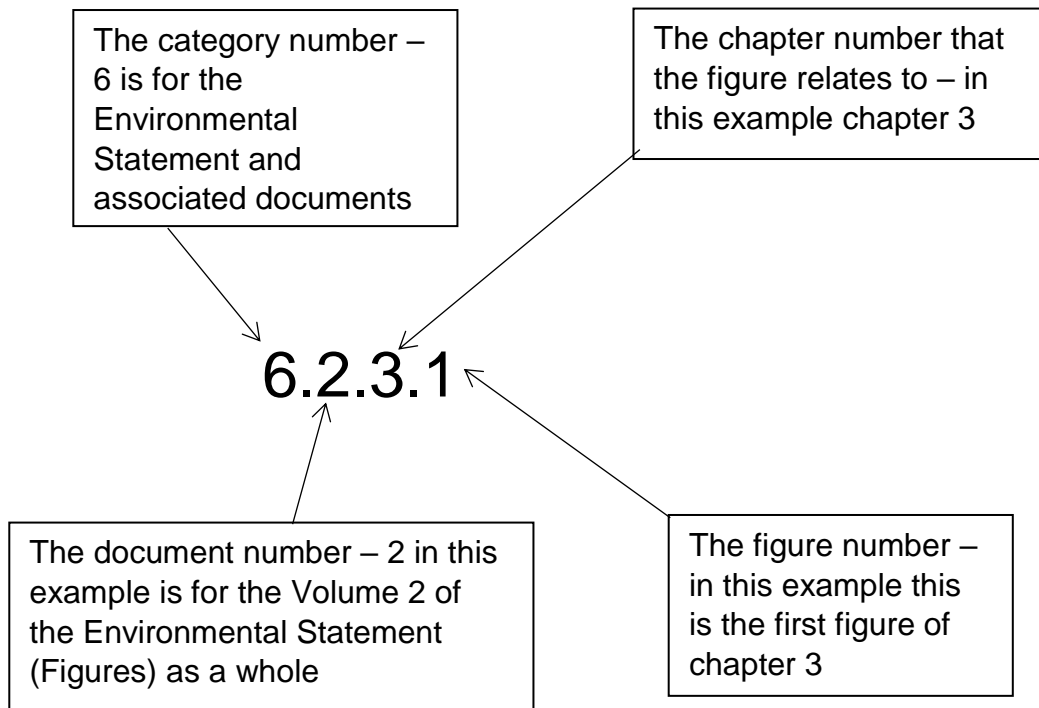 The category number –
6 is for the
Environmental
Statement and
associated documents
The chapter number that
the figure relates to – in
this example chapter 3
6.2.3.1
The document number – 2 in this
example is for the Volume 2 of
the Environmental Statement
(Figures) as a whole
The figure number –
in this example this
is the first figure of
chapter 3